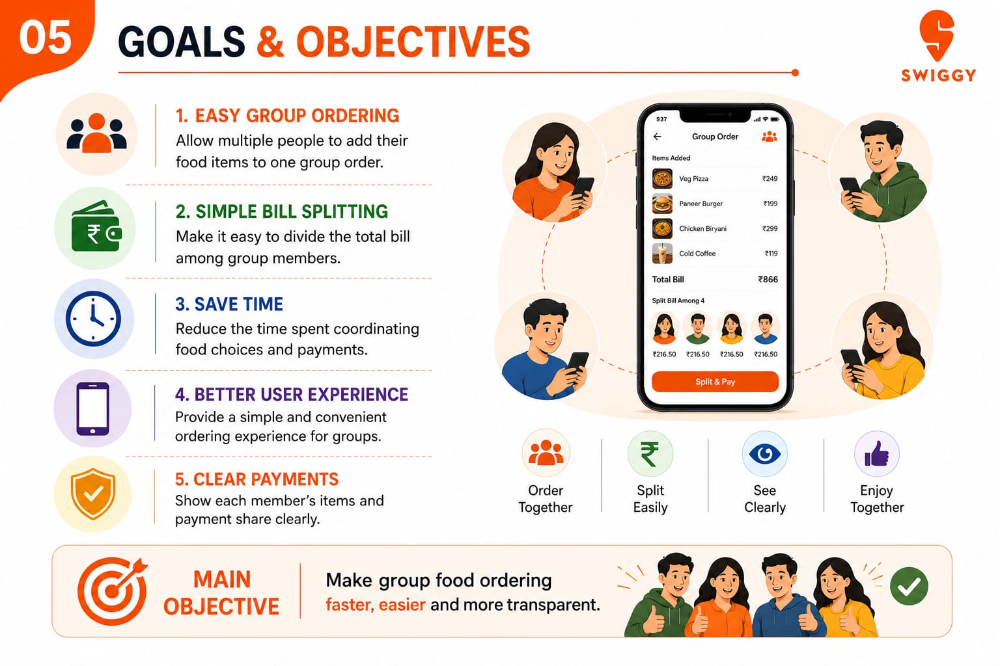 05
GOALS & OBJECTIVES
SWIGGY
1. EASY GROUP ORDERING
Allow multiple people to add their
food items to one group order.
₹
2. SIMPLE BILL SPLITTING
Make it easy to divide the total bill
among group members.
3. SAVE TIME
Reduce the time spent coordinating
food choices and payments.
4. BETTER USER EXPERIENCE
Provide a simple and convenient
ordering experience for groups.
5. CLEAR PAYMENTS
Show each member's items and
payment share clearly.
937
Group Order
Items Added
Veg Pizza ₹249
Paneer Burger ₹199
Chicken Biryani ₹299
Cold Coffee ₹119
Total Bill ₹866
Split Bill Among 4
₹216.50 ₹216.50 ₹216.50 ₹216.50
Split & Pay
Order
Together
₹
Split
Easily
See
Clearly
Enjoy
Together
MAIN
OBJECTIVE
Make group food ordering
faster, easier and more transparent.